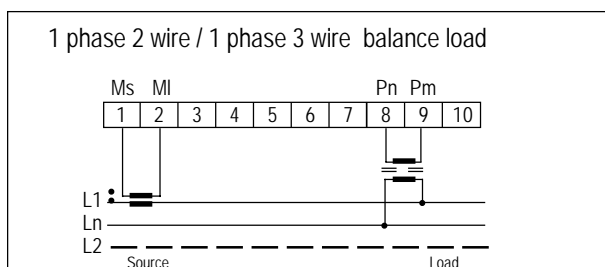 1 phase 2 wire / 1 phase 3 wire balance load
Ms Ml Pn Pm
1 2 3 4 5 6 7 8 9 10
L1
Ln
L2
Source Load